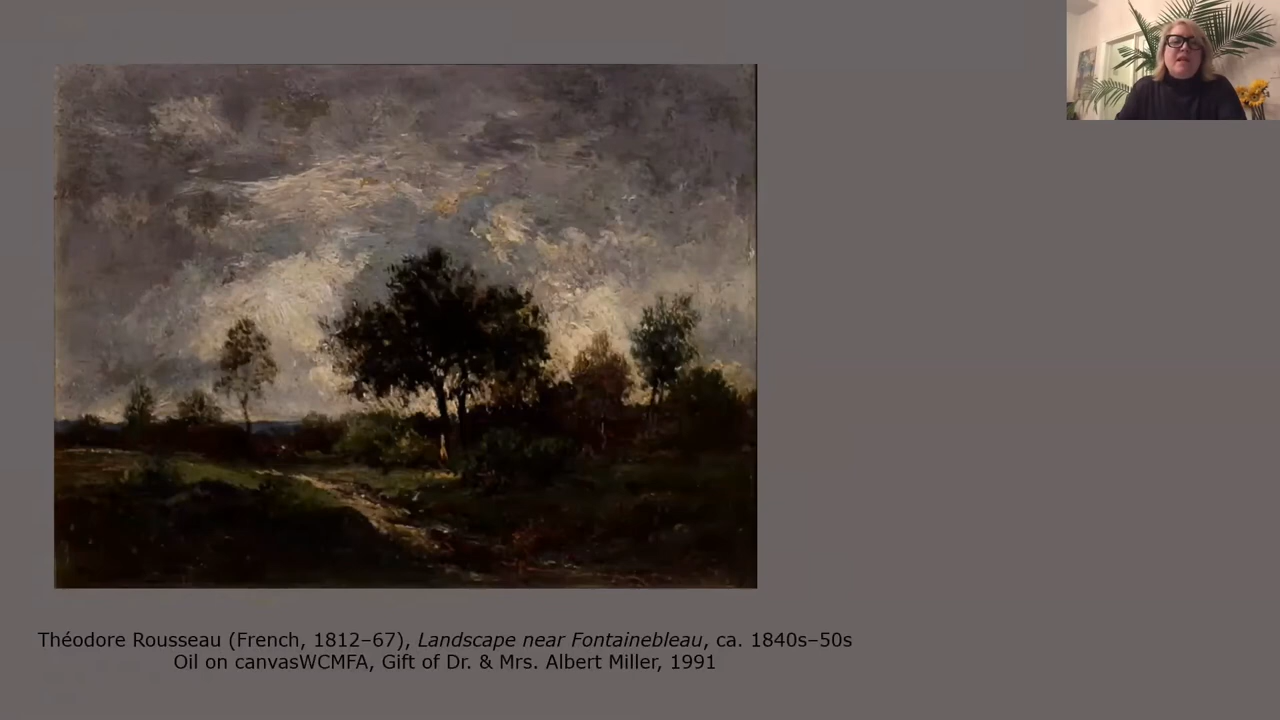 Théodore Rousseau (French, 1812–67), Landscape near Fontainebleau, ca. 1840s–50s
Oil on canvasWCMFA, Gift of Dr. & Mrs. Albert Miller, 1991